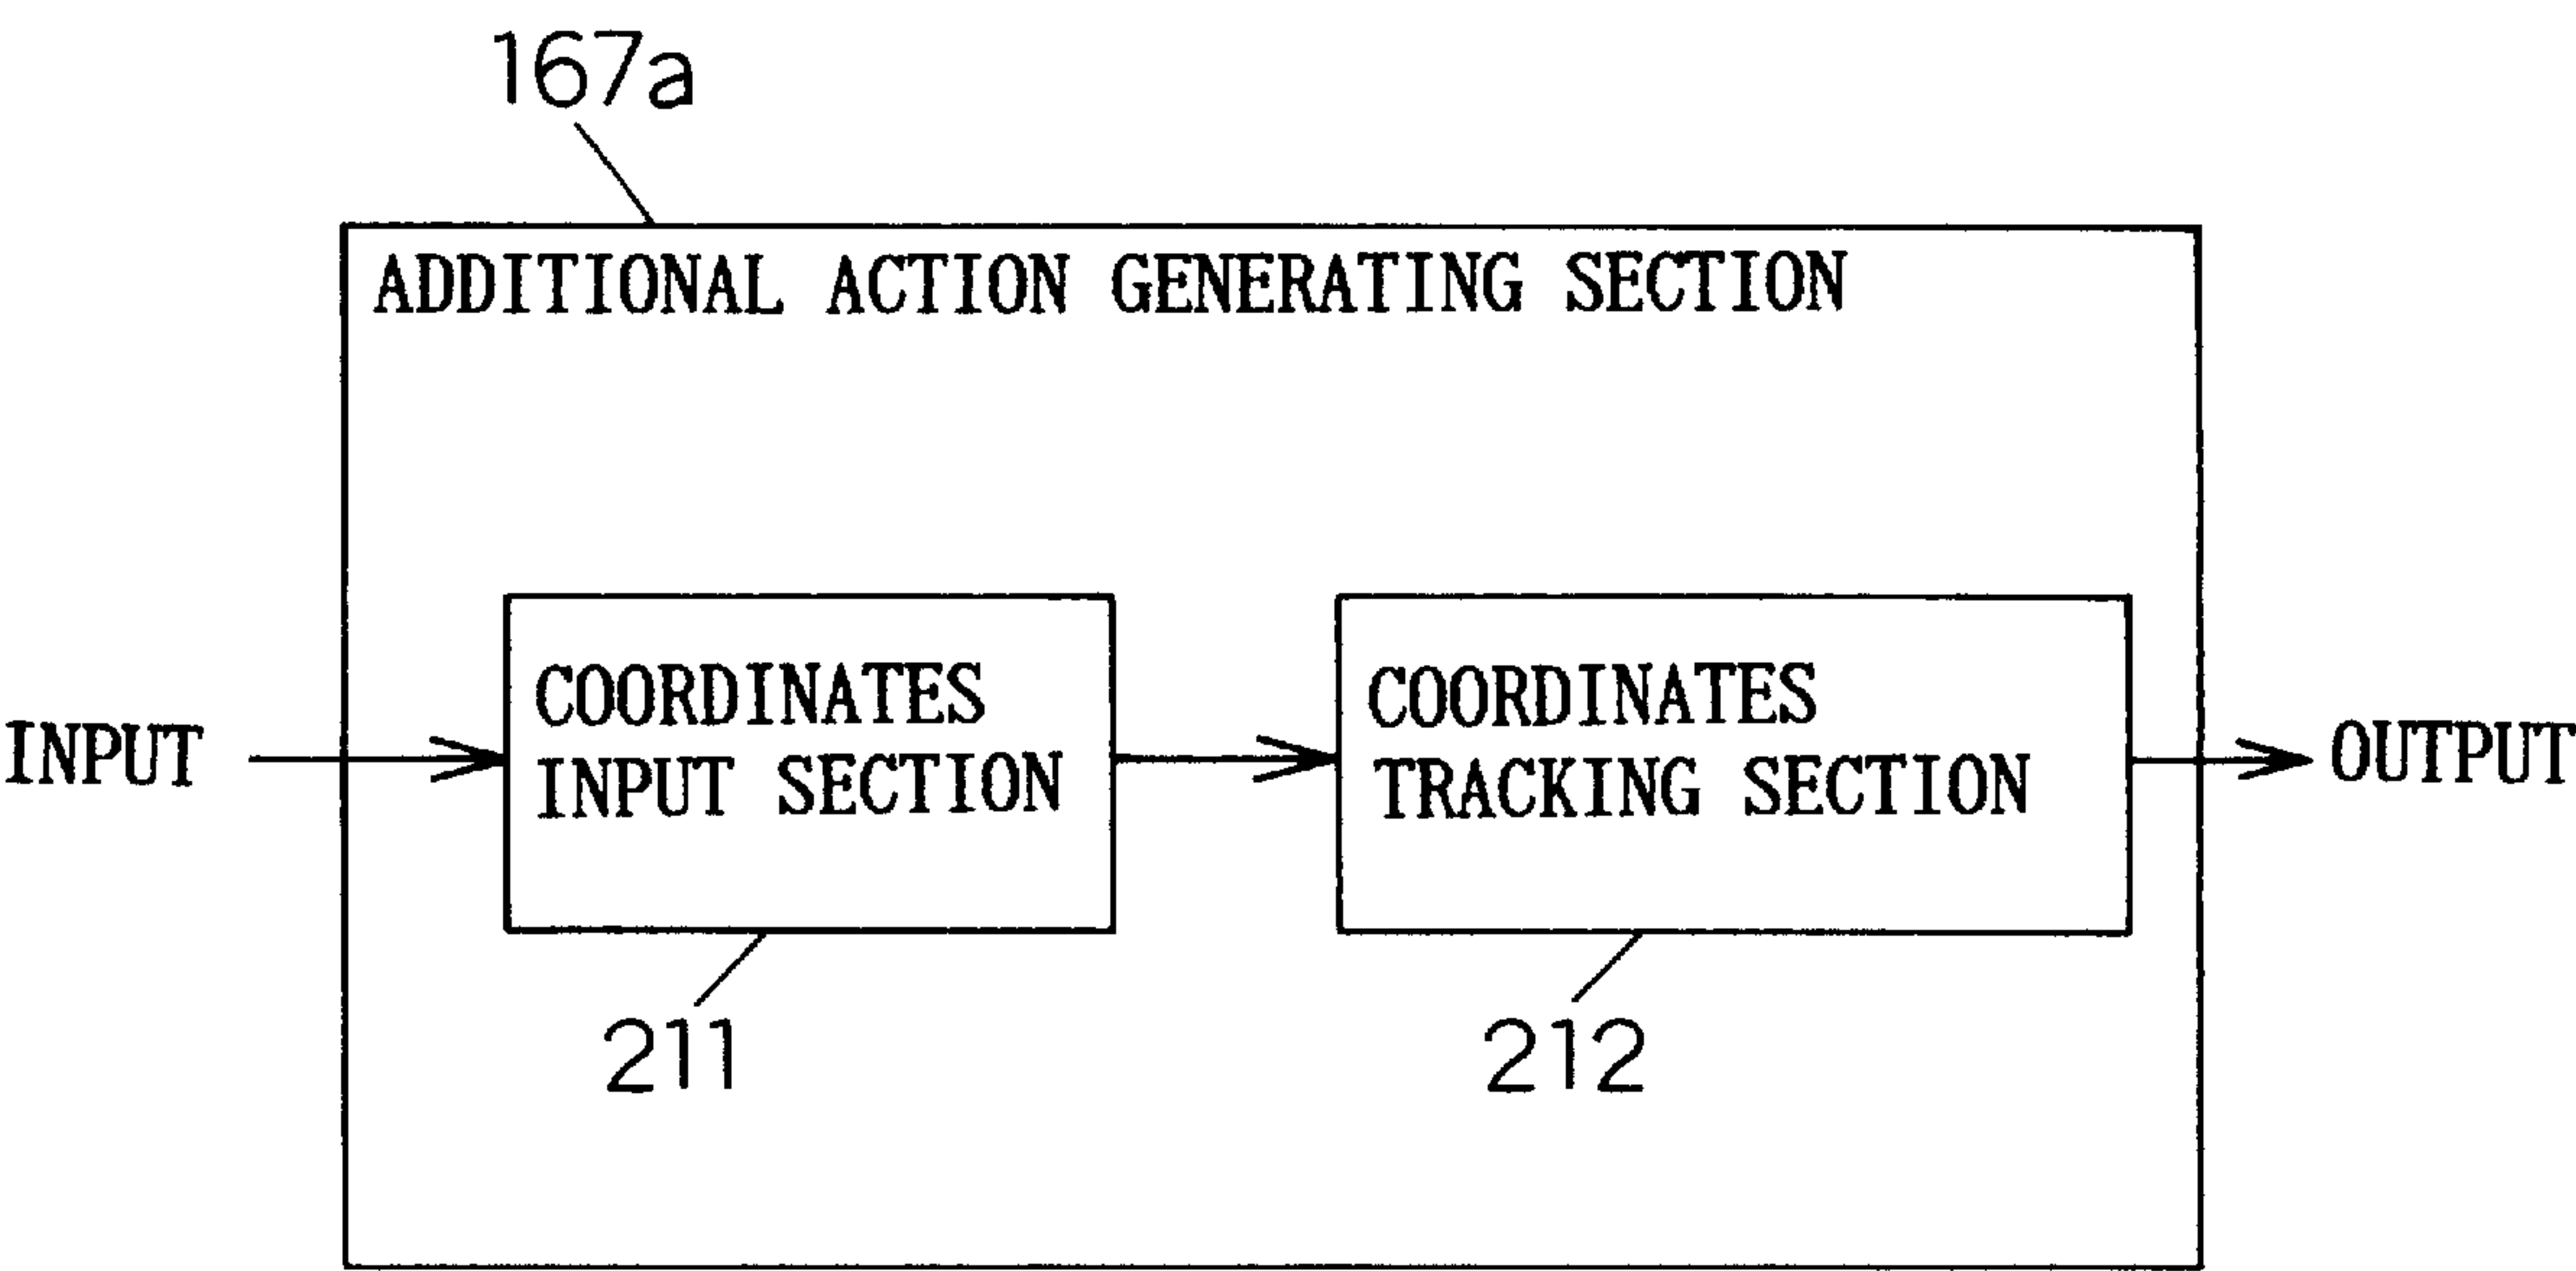 167a
ADDITIONAL ACTION GENERATING SECTION
INPUT
COORDINATES
INPUT SECTION
COORDINATES
TRACKING SECTION
OUTPUT
211
212